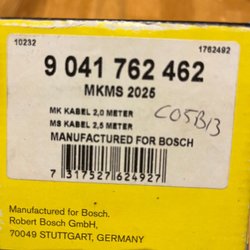 10232 1762492
9 041 762 462
MKMS 2025
MK KABEL 2,0 METER
MS KABEL 2,5 METER
C05B13
MANUFACTURED FOR BOSCH
7 317527 624927
Manufactured for Bosch.
Robert Bosch GmbH,
70049 STUTTGART, GERMANY